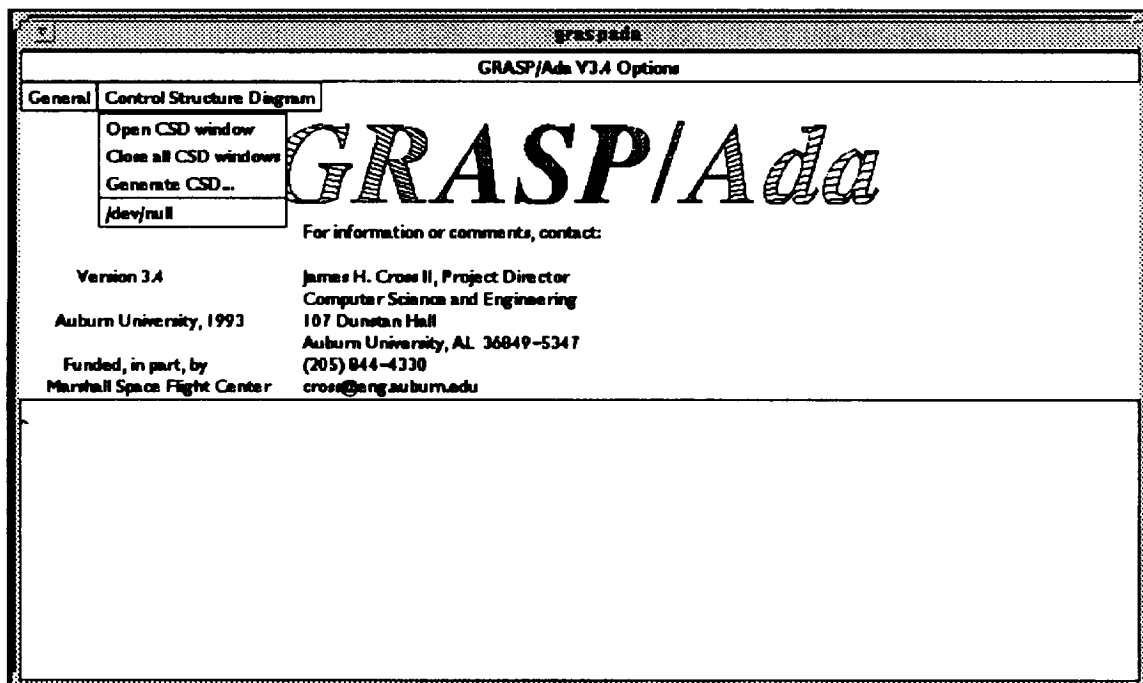 graspada
GRASP/Ada V3.4 Options
General Control Structure Diagram
Open CSD window
Close all CSD windows
Generate CSD...
/dev/null
GRASP/Ada
For information or comments, contact:
Version 3.4 James H. Cross II, Project Director
Computer Science and Engineering
Auburn University, 1993 107 Dunstan Hall
Auburn University, AL 36849-5347
Funded, in part, by (205) 844-4330
Marshall Space Flight Center cross@eng.auburn.edu